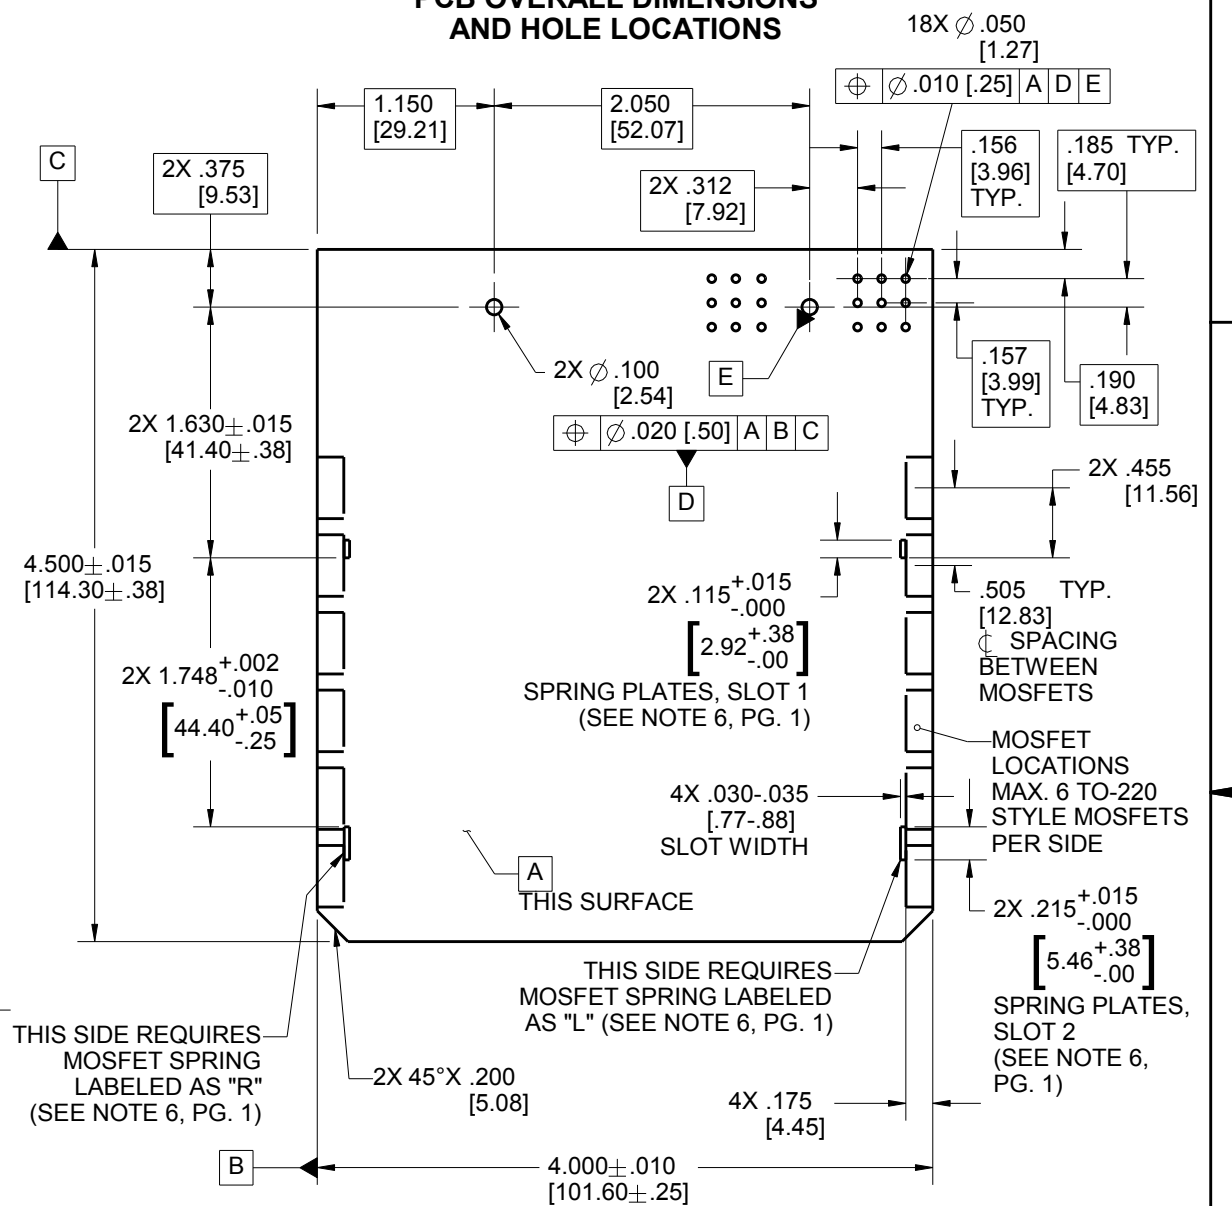 PCB OVERALL DIMENSIONS
AND HOLE LOCATIONS
18X ∅ .050
[1.27]
⌖ ∅ .010 [.25] A D E
1.150
[29.21]
2.050
[52.07]
C
2X .375
[9.53]
2X .312
[7.92]
.156
[3.96]
TYP.
.185 TYP.
[4.70]
2X ∅ .100
[2.54]
E
⌖ ∅ .020 [.50] A B C
D
.157
[3.99]
TYP.
.190
[4.83]
2X 1.630±.015
[41.40±.38]
2X .455
[11.56]
4.500±.015
[114.30±.38]
2X .115 +.015
-.000
[2.92 +.38
-.00]
SPRING PLATES, SLOT 1
(SEE NOTE 6, PG. 1)
.505 TYP.
[12.83]
℄ SPACING
BETWEEN
MOSFETS
2X 1.748 +.002
-.010
[44.40 +.05
-.25]
MOSFET
LOCATIONS
MAX. 6 TO-220
STYLE MOSFETS
PER SIDE
4X .030-.035
[.77-.88]
SLOT WIDTH
A
THIS SURFACE
2X .215 +.015
-.000
[5.46 +.38
-.00]
SPRING PLATES,
SLOT 2
(SEE NOTE 6,
PG. 1)
THIS SIDE REQUIRES
MOSFET SPRING LABELED
AS "L" (SEE NOTE 6, PG. 1)
THIS SIDE REQUIRES
MOSFET SPRING
LABELED AS "R"
(SEE NOTE 6, PG. 1)
2X 45°X .200
[5.08]
4X .175
[4.45]
B
4.000±.010
[101.60±.25]